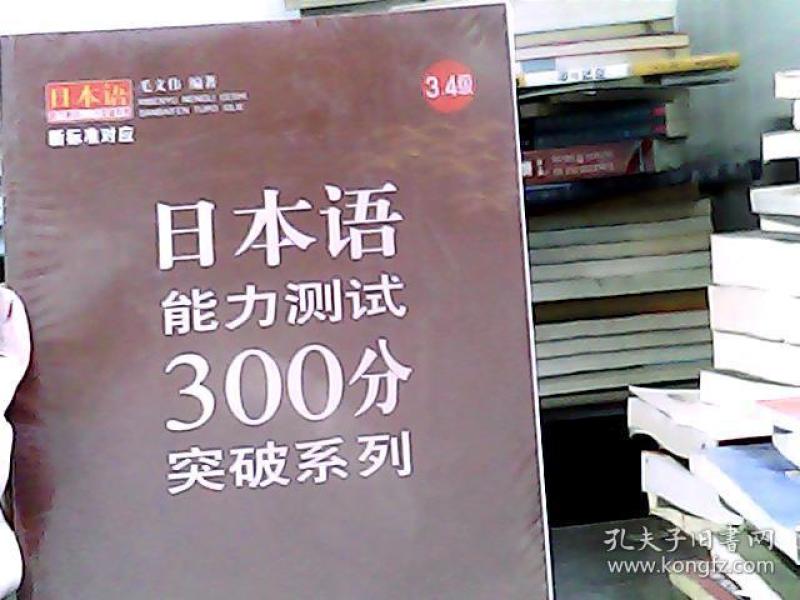 日本语
毛文伟 编著
新标准对应
3.4级
日本语
能力测试
300分
突破系列
孔夫子旧书网
www.kongfz.com